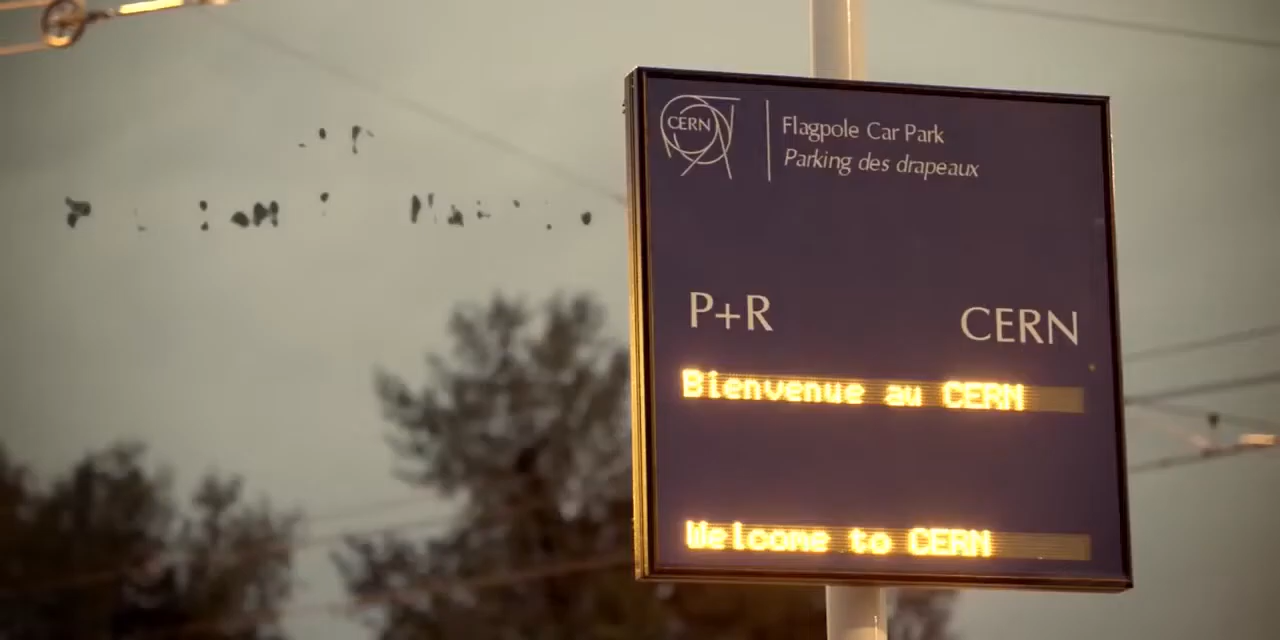 CERN
Flagpole Car Park
Parking des drapeaux
P+R CERN
Bienvenue au CERN
Welcome to CERN